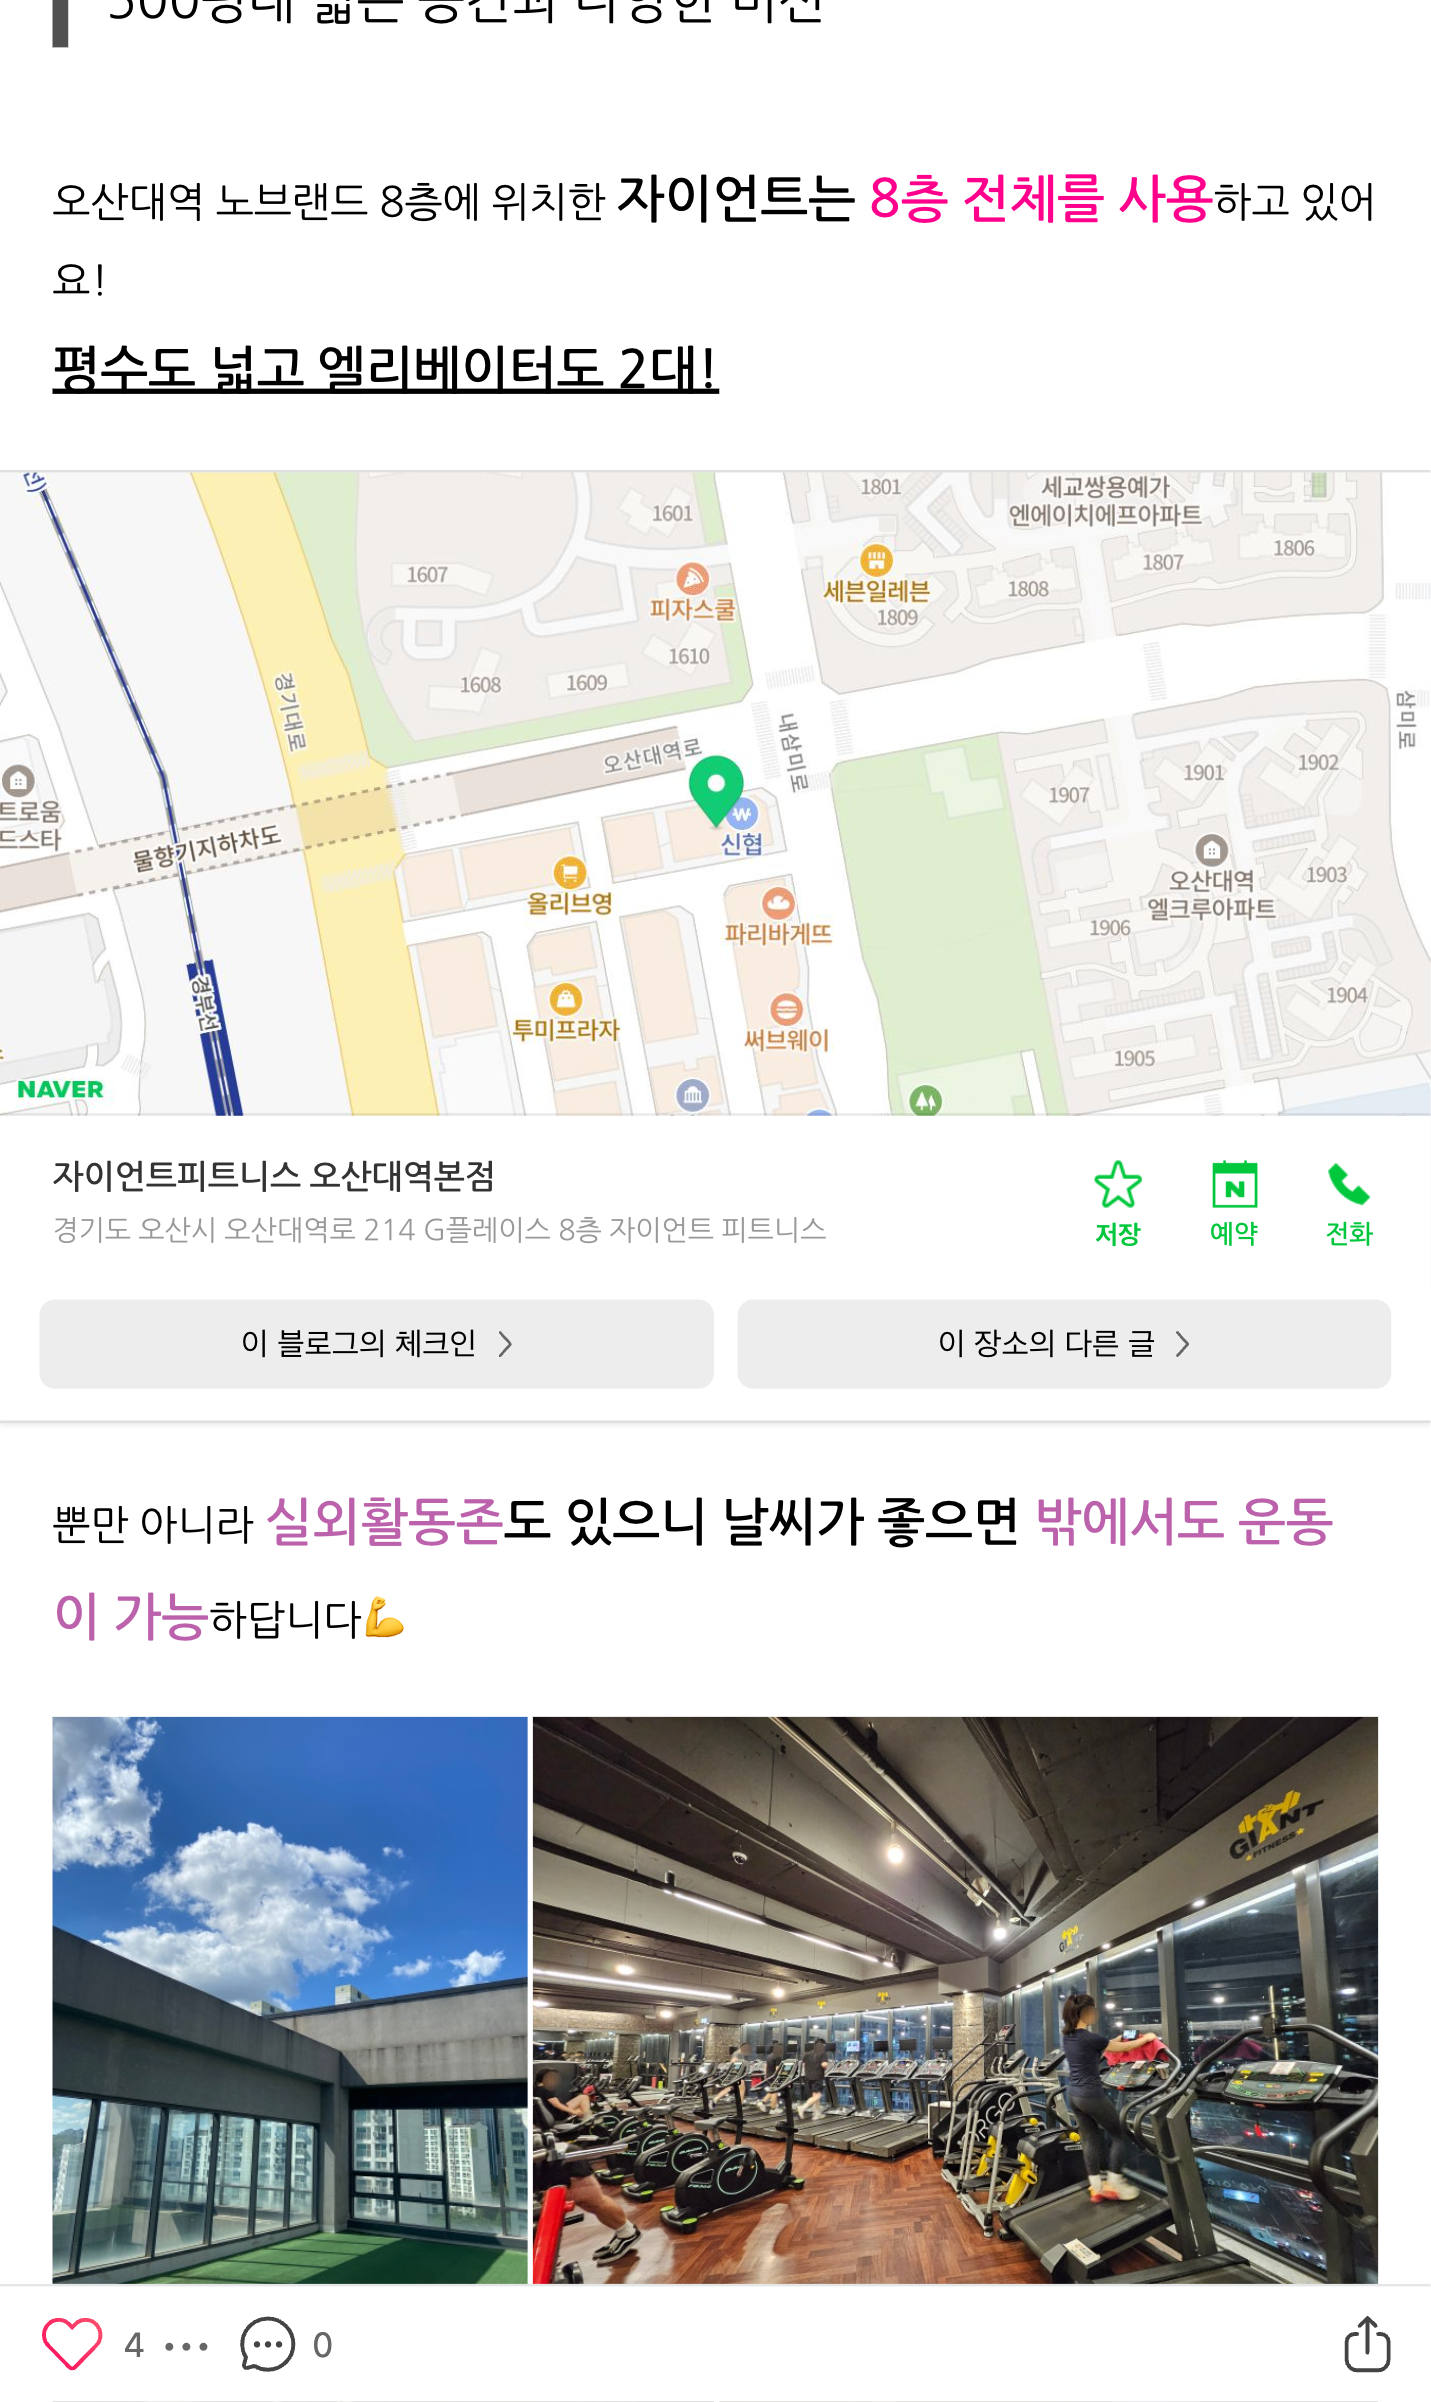 오산대역 노브랜드 8층에 위치한 자이언트는 8층 전체를 사용하고 있어
요!
평수도 넓고 엘리베이터도 2대!
1801
세교쌍용예가
엔에이치에프아파트
1601
1607
피자스쿨
세븐일레븐
1809
1808
1807
1806
1610
1608
1609
경기대로
오산대역로
내삼미로
삼미로
1901
1902
1907
트로움
드스타
물향기지하차도
신협
올리브영
파리바게뜨
오산대역
엘크루아파트
1903
1906
경부선
투미프라자
써브웨이
1904
1905
NAVER
자이언트피트니스 오산대역본점
경기도 오산시 오산대역로 214 G플레이스 8층 자이언트 피트니스
저장
N
예약
전화
이 블로그의 체크인
이 장소의 다른 글
뿐만 아니라 실외활동존도 있으니 날씨가 좋으면 밖에서도 운동
이 가능하답니다💪
GIANT
FITNESS
4
0